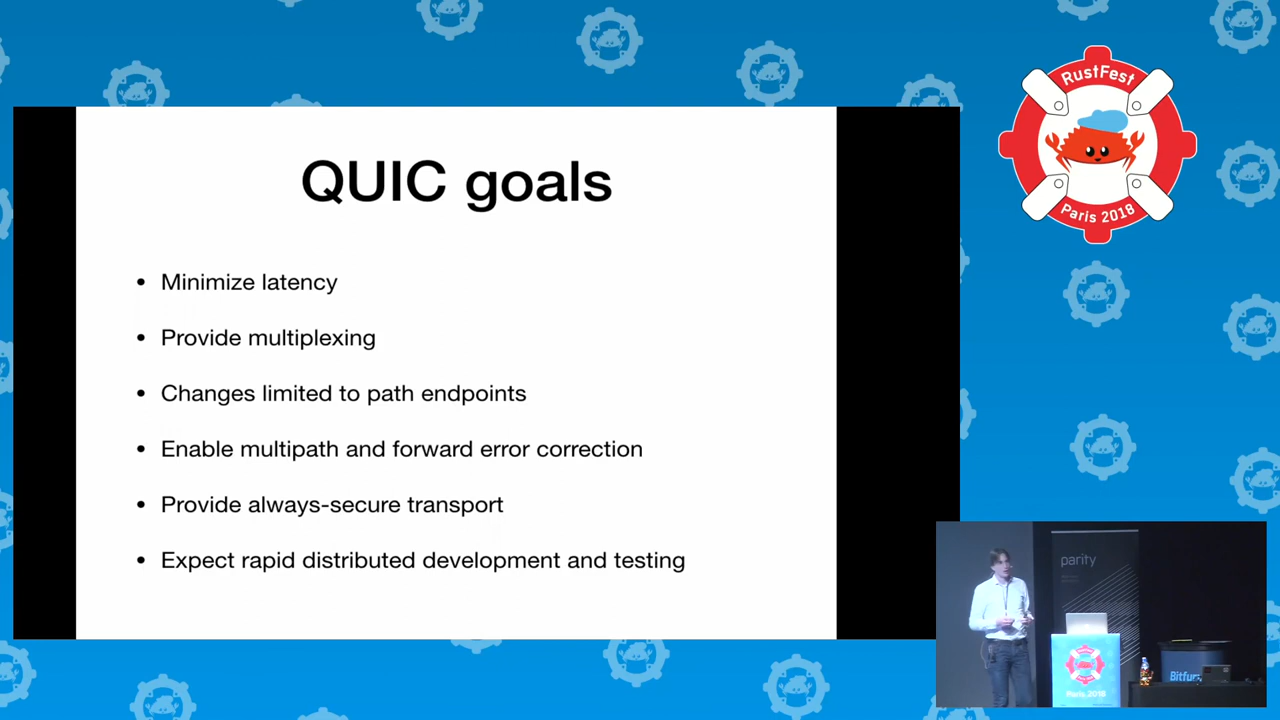 QUIC goals
• Minimize latency
• Provide multiplexing
• Changes limited to path endpoints
• Enable multipath and forward error correction
• Provide always-secure transport
• Expect rapid distributed development and testing
RustFest
Paris 2018
parity
Paris 2018